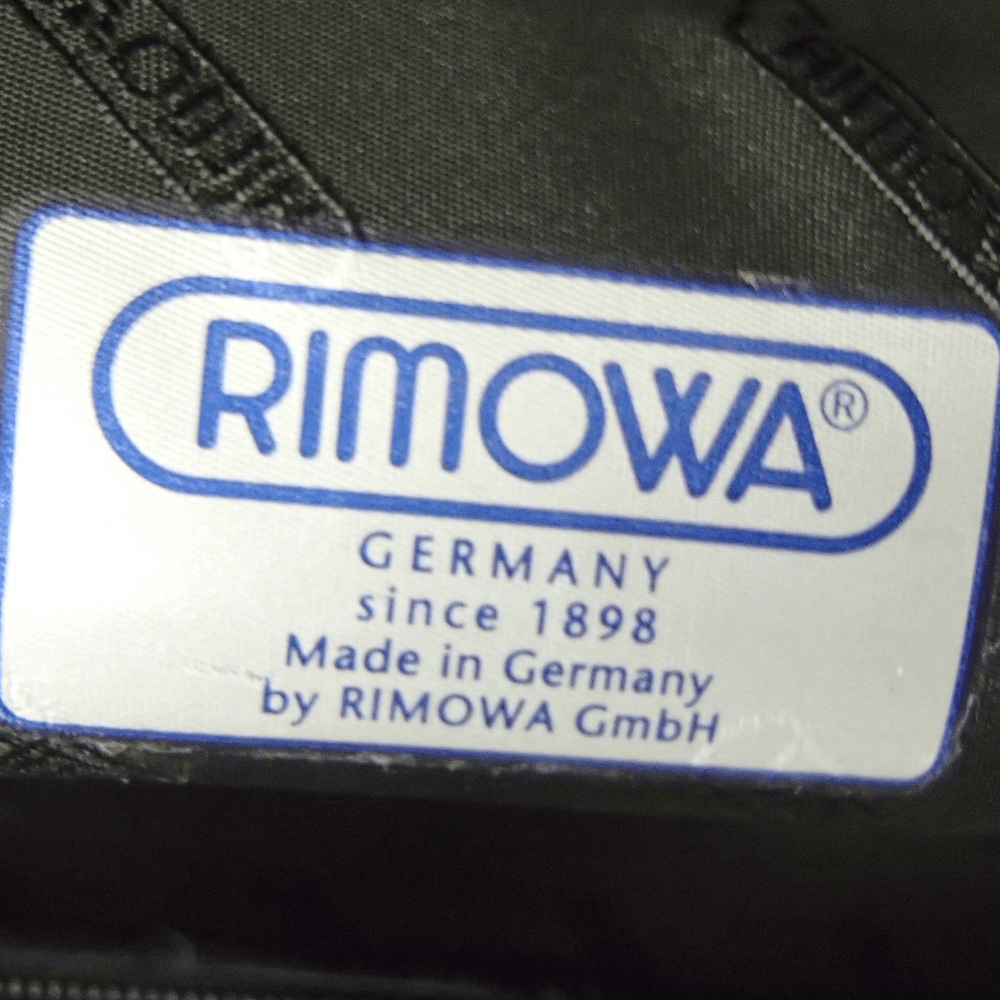 RIMOWA®
GERMANY
since 1898
Made in Germany
by RIMOWA GmbH